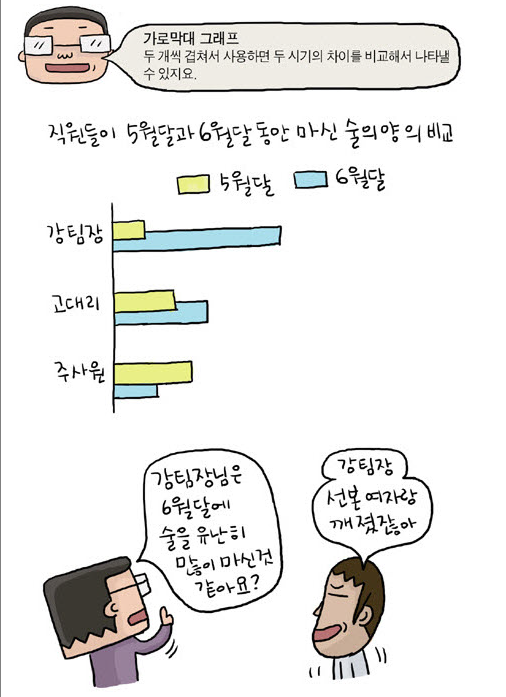 가로막대 그래프
두 개씩 겹쳐서 사용하면 두 시기의 차이를 비교해서 나타낼
수 있지요.
직원들이 5월달과 6월달 동안 마신 술의 양의 비교
5월달 6월달
강팀장
고대리
주사원
강팀장님은
6월달에
술을 유난히
많이 마신것
같아요?
강팀장
선본 여자랑
깨졌잖아